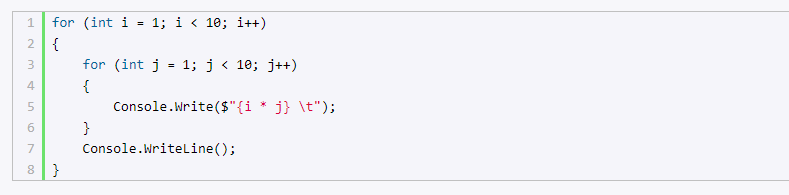 1 for (int i = 1; i < 10; i++)
2 {
3     for (int j = 1; j < 10; j++)
4     {
5         Console.Write($"{i * j} \t");
6     }
7     Console.WriteLine();
8 }